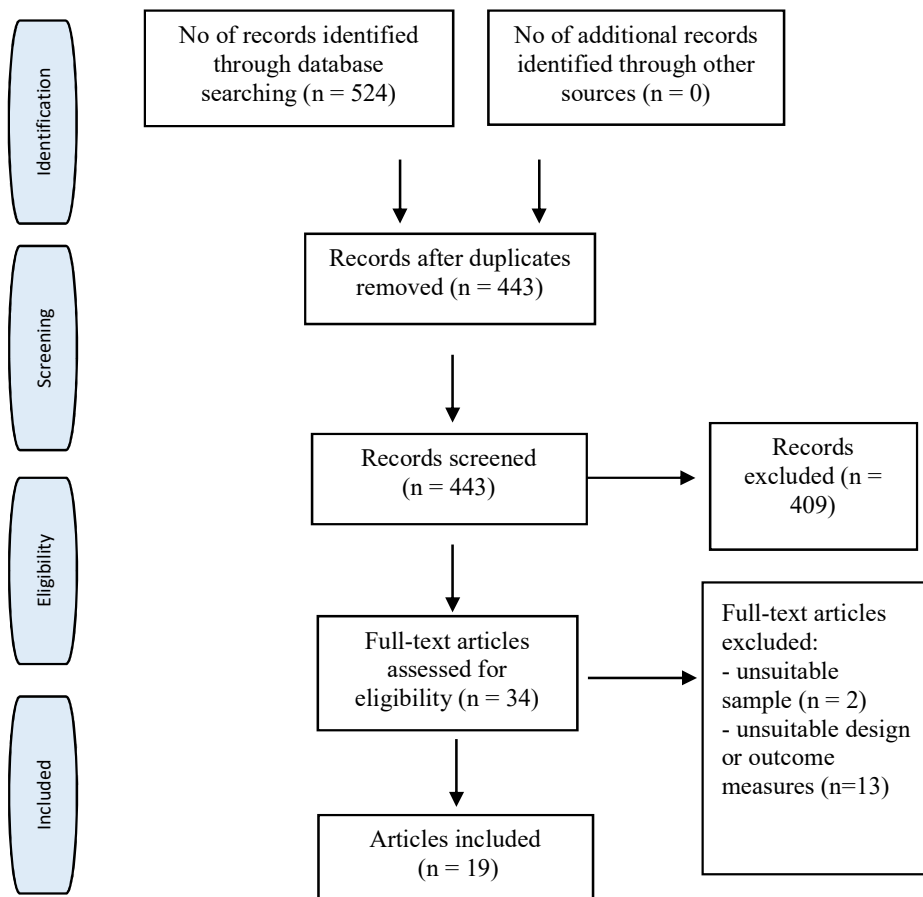 No of records identified
through database
searching (n = 524)
No of additional records
identified through other
sources (n = 0)
Identification
Records after duplicates
removed (n = 443)
Screening
Records screened
(n = 443)
Records
excluded (n =
409)
Eligibility
Full-text articles
assessed for
eligibility (n = 34)
Full-text articles
excluded:
- unsuitable
sample (n = 2)
- unsuitable design
or outcome
measures (n=13)
Included
Articles included
(n = 19)